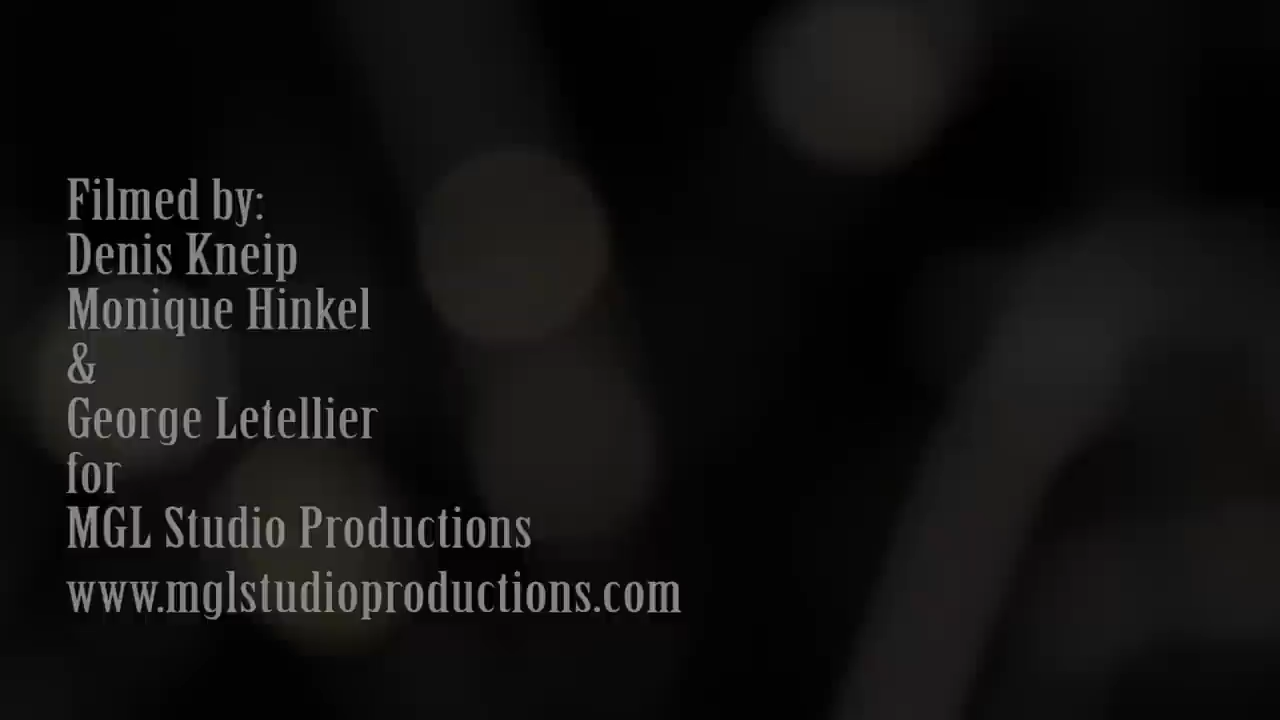 Filmed by:
Denis Kneip
Monique Hinkel
&
George Letellier
for
MGL Studio Productions
www.mglstudioproductions.com